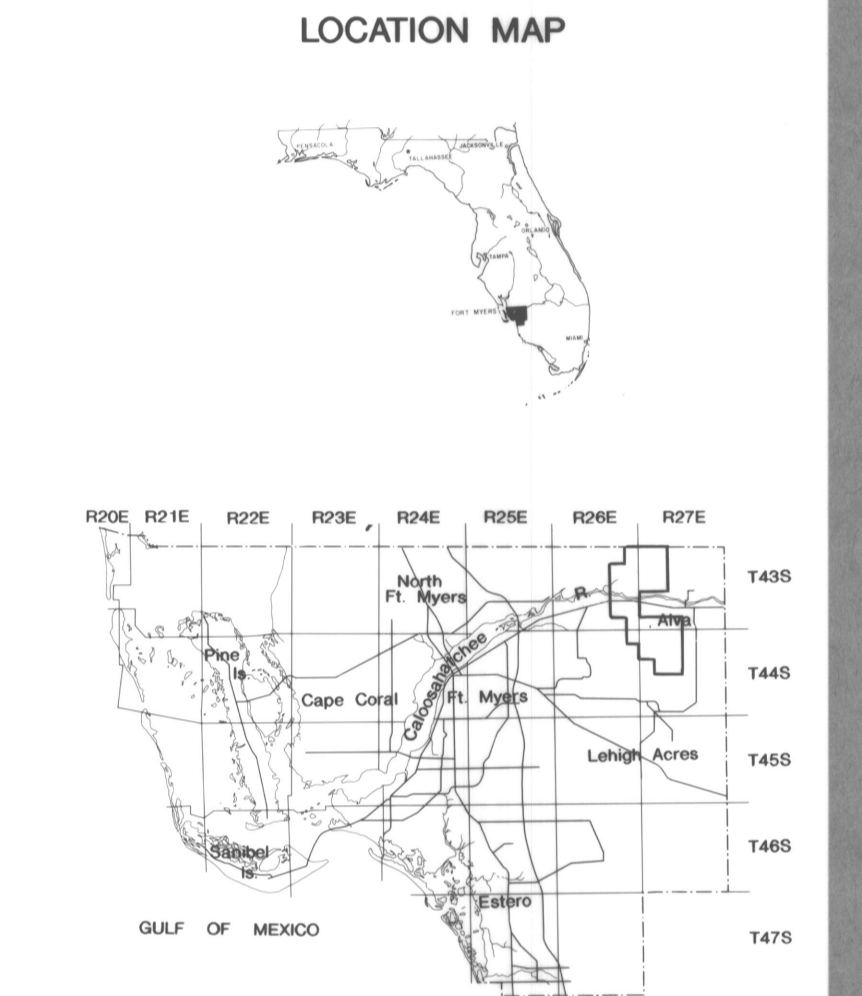 LOCATION MAP
PENSACOLA
TALLAHASSEE
JACKSONVILLE
ORLANDO
TAMPA
FORT MYERS
MIAMI
R20E R21E R22E R23E R24E R25E R26E R27E
T43S
North
Ft. Myers
R.
Alva
Pine
Is.
T44S
Caloosahatchee
Cape Coral
Ft. Myers
Lehigh Acres
T45S
Sanibel
Is.
T46S
Estero
GULF OF MEXICO
T47S